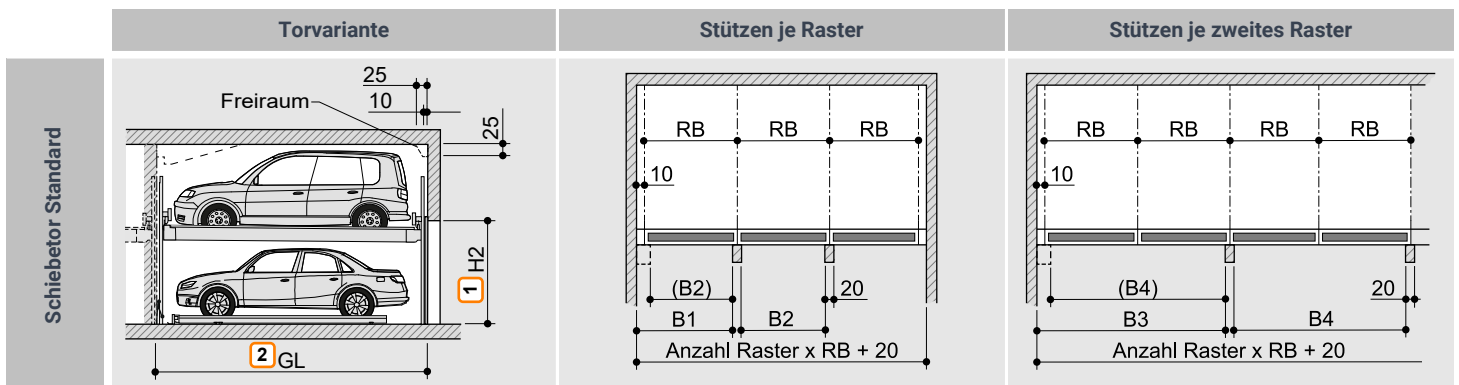 Torvariante
Stützen je Raster
Stützen je zweites Raster
Schiebetor Standard
25
Freiraum
10
25
1 H2
2 GL
RB RB RB
10
(B2) 20
B1 B2
Anzahl Raster x RB + 20
RB RB RB RB
10
(B4) 20
B3 B4
Anzahl Raster x RB + 20